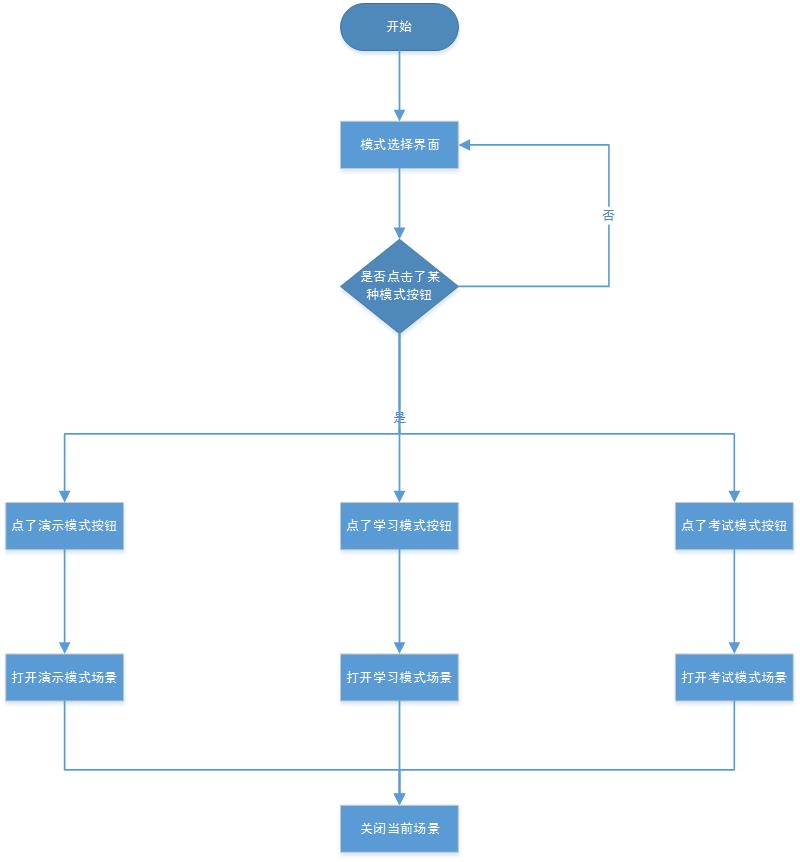 开始
模式选择界面
否
是否点击了某
种模式按钮
是
点了演示模式按钮
点了学习模式按钮
点了考试模式按钮
打开演示模式场景
打开学习模式场景
打开考试模式场景
关闭当前场景